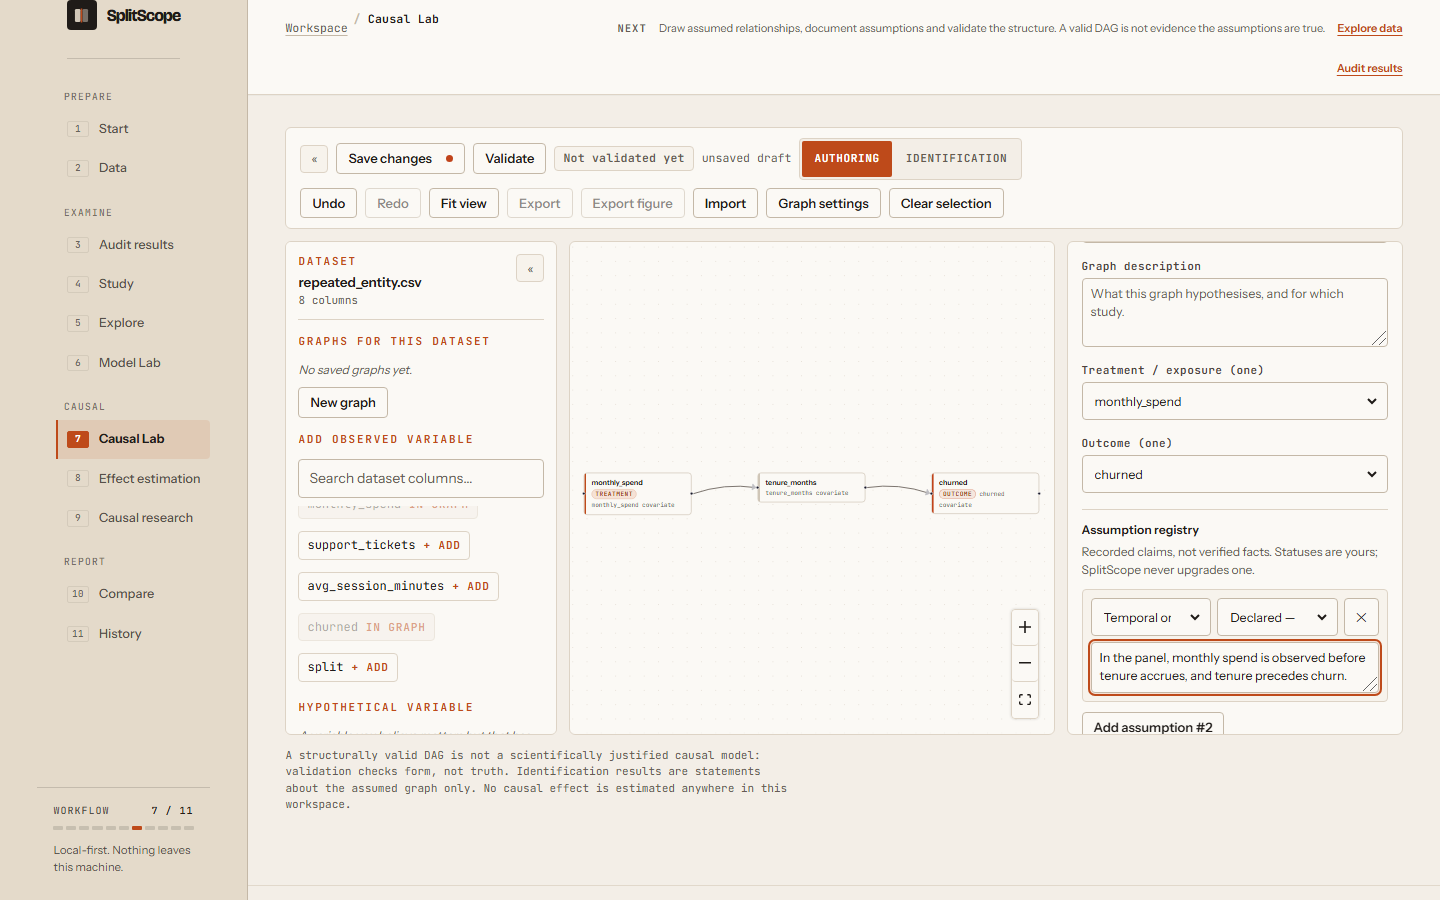 SplitScope
PREPARE
1 Start
2 Data
EXAMINE
3 Audit results
4 Study
5 Explore
6 Model Lab
CAUSAL
7 Causal Lab
8 Effect estimation
9 Causal research
REPORT
10 Compare
11 History
WORKFLOW 7 / 11
Local-first. Nothing leaves
this machine.
Workspace / Causal Lab
NEXT Draw assumed relationships, document assumptions and validate the structure. A valid DAG is not evidence the assumptions are true. Explore data
Audit results
« Save changes Validate Not validated yet unsaved draft AUTHORING IDENTIFICATION
Undo Redo Fit view Export Export figure Import Graph settings Clear selection
DATASET «
repeated_entity.csv
8 columns
GRAPHS FOR THIS DATASET
No saved graphs yet.
New graph
ADD OBSERVED VARIABLE
Search dataset columns...
monthly_spend IN GRAPH
support_tickets + ADD
avg_session_minutes + ADD
churned IN GRAPH
split + ADD
HYPOTHETICAL VARIABLE
monthly_spend
TREATMENT
monthly_spend covariate
tenure_months
tenure_months covariate
churned
OUTCOME churned
covariate
Graph description
What this graph hypothesises, and for which
study.
Treatment / exposure (one)
monthly_spend
Outcome (one)
churned
Assumption registry
Recorded claims, not verified facts. Statuses are yours;
SplitScope never upgrades one.
Temporal or Declared —
In the panel, monthly spend is observed before
tenure accrues, and tenure precedes churn.
Add assumption #2
A structurally valid DAG is not a scientifically justified causal model:
validation checks form, not truth. Identification results are statements
about the assumed graph only. No causal effect is estimated anywhere in this
workspace.